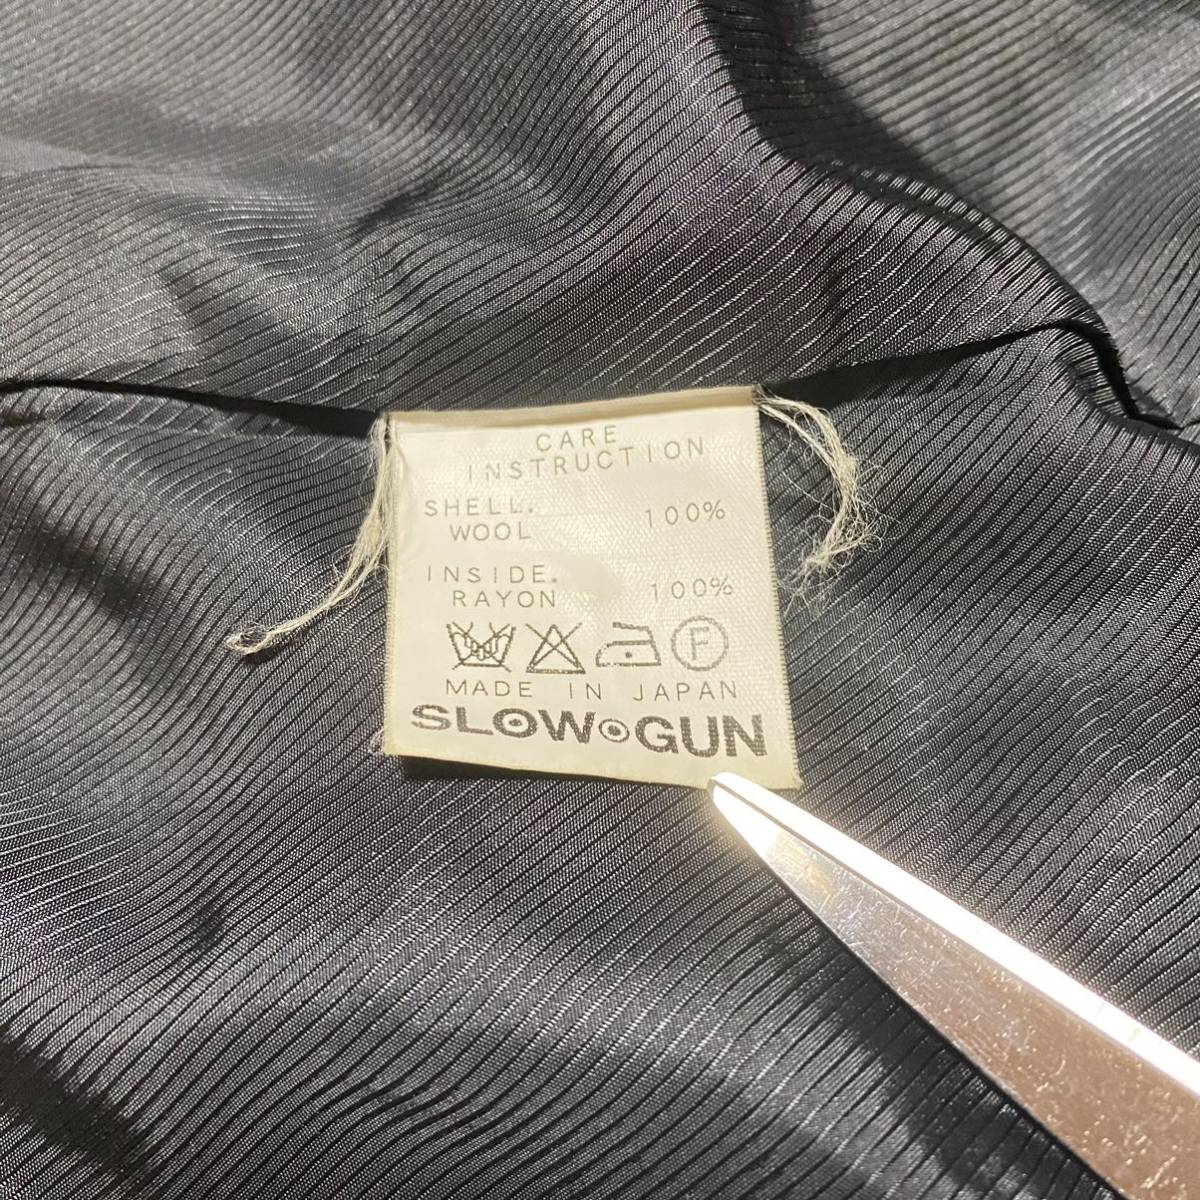 CARE
INSTRUCTION
SHELL.
WOOL 100%
INSIDE.
RAYON 100%
F
MADE IN JAPAN
SLOW GUN